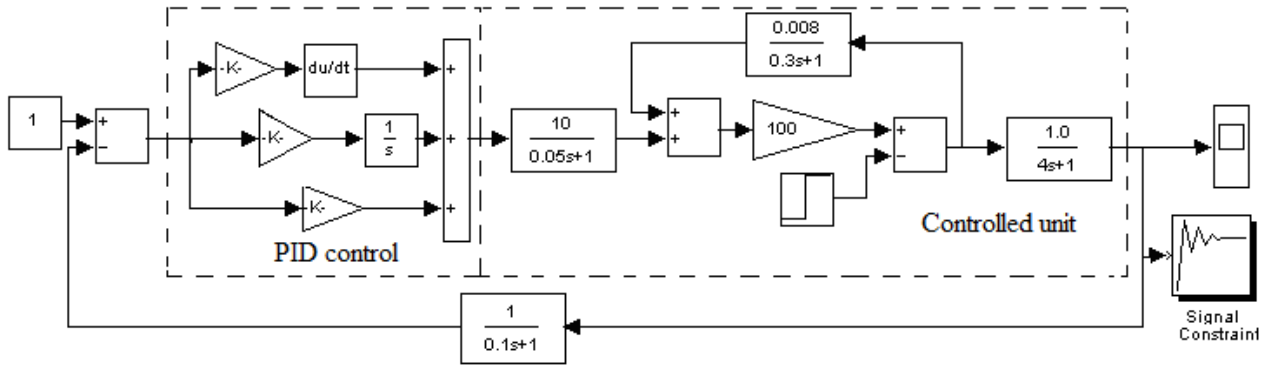 0.008
0.3s+1
-K-
du/dt
+
1
+
−
-K-
1
s
+
10
0.05s+1
+
+
100
+
−
1.0
4s+1
-K-
+
PID control
Controlled unit
1
0.1s+1
Signal
Constraint